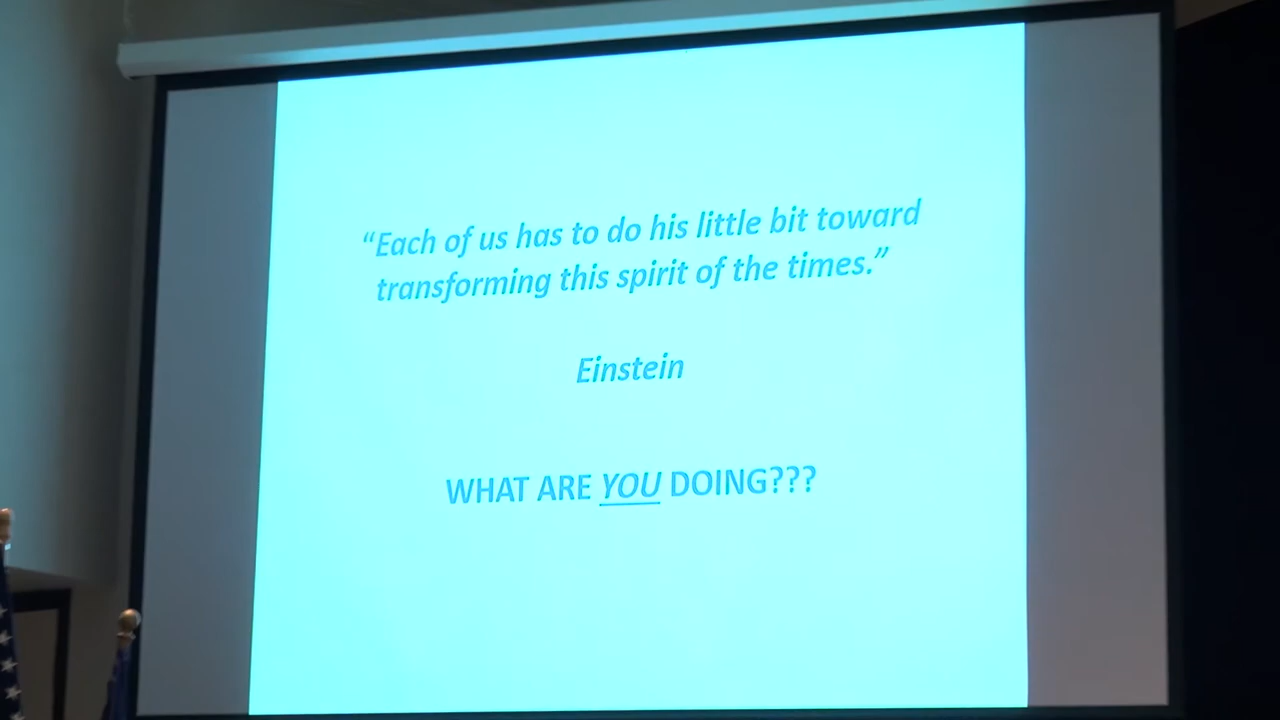 “Each of us has to do his little bit toward
transforming this spirit of the times.”
Einstein
WHAT ARE YOU DOING???